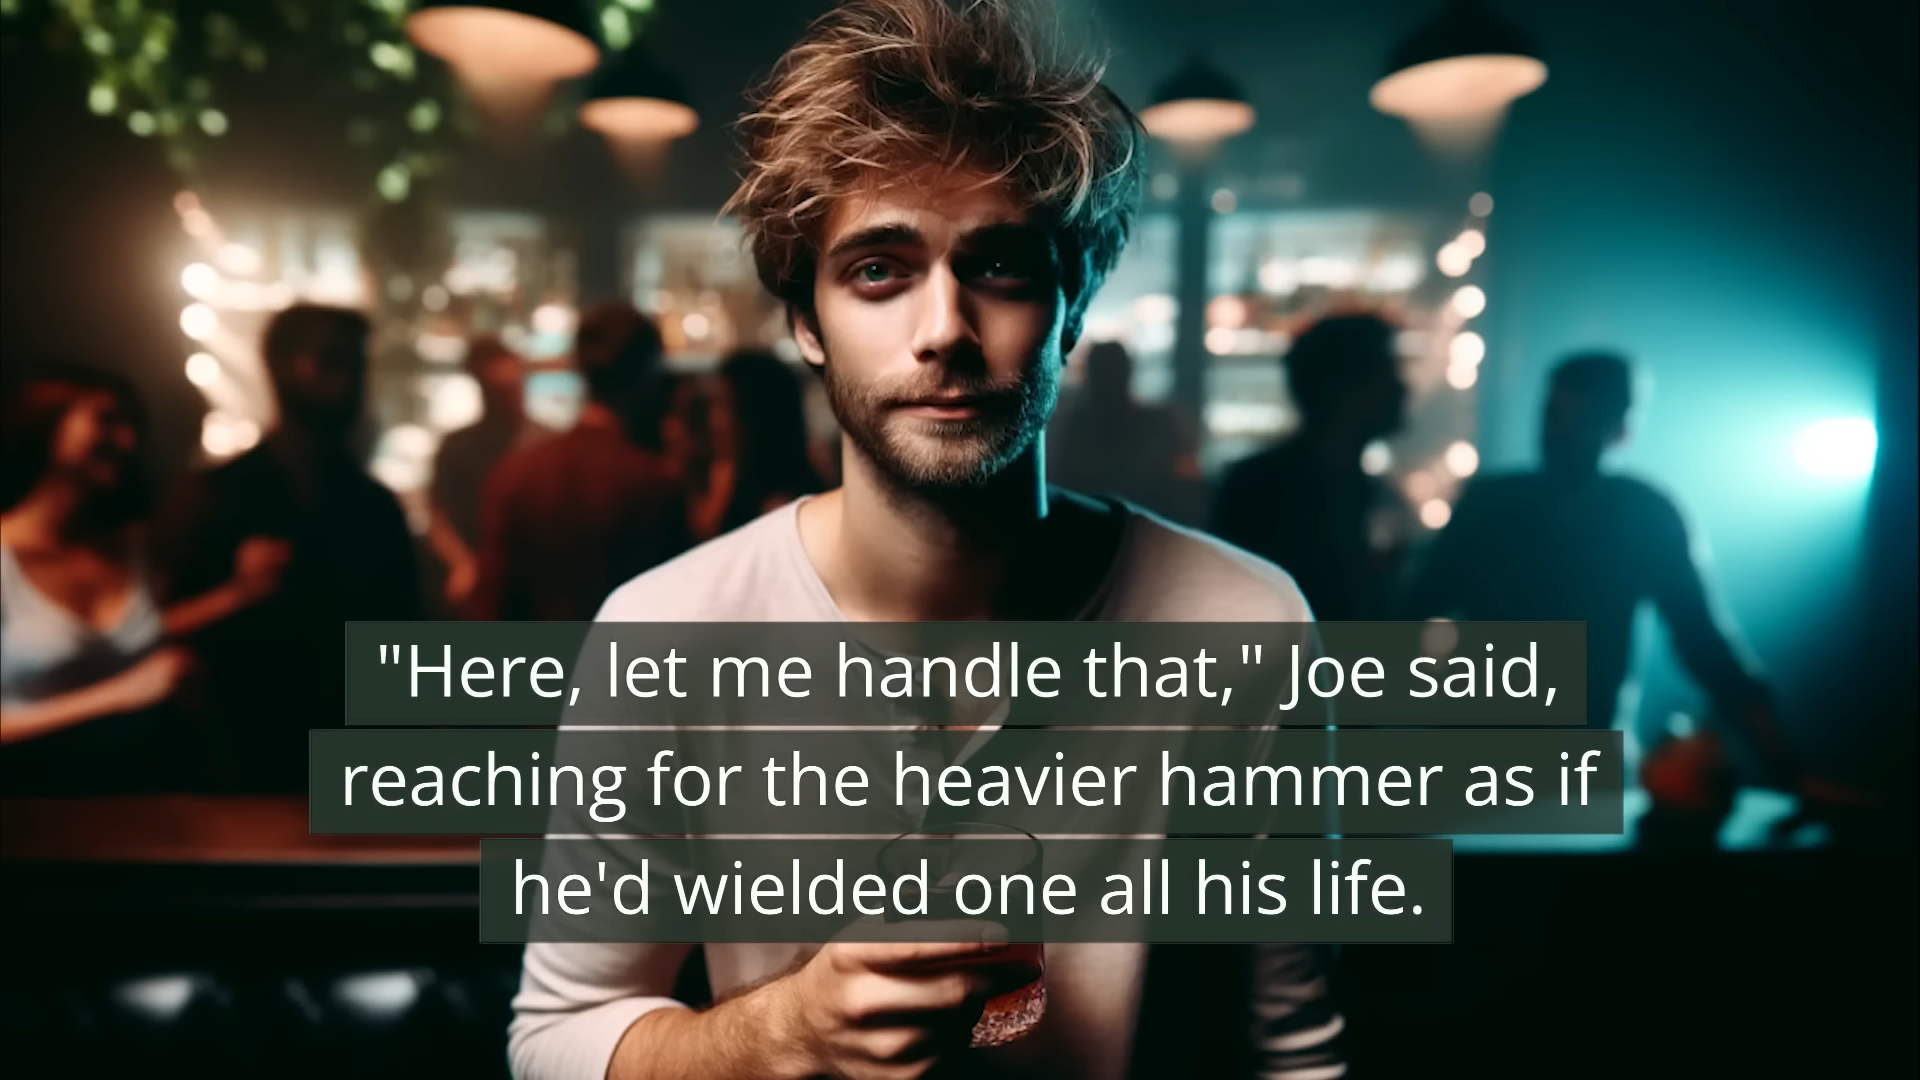 "Here, let me handle that," Joe said,
reaching for the heavier hammer as if
he'd wielded one all his life.